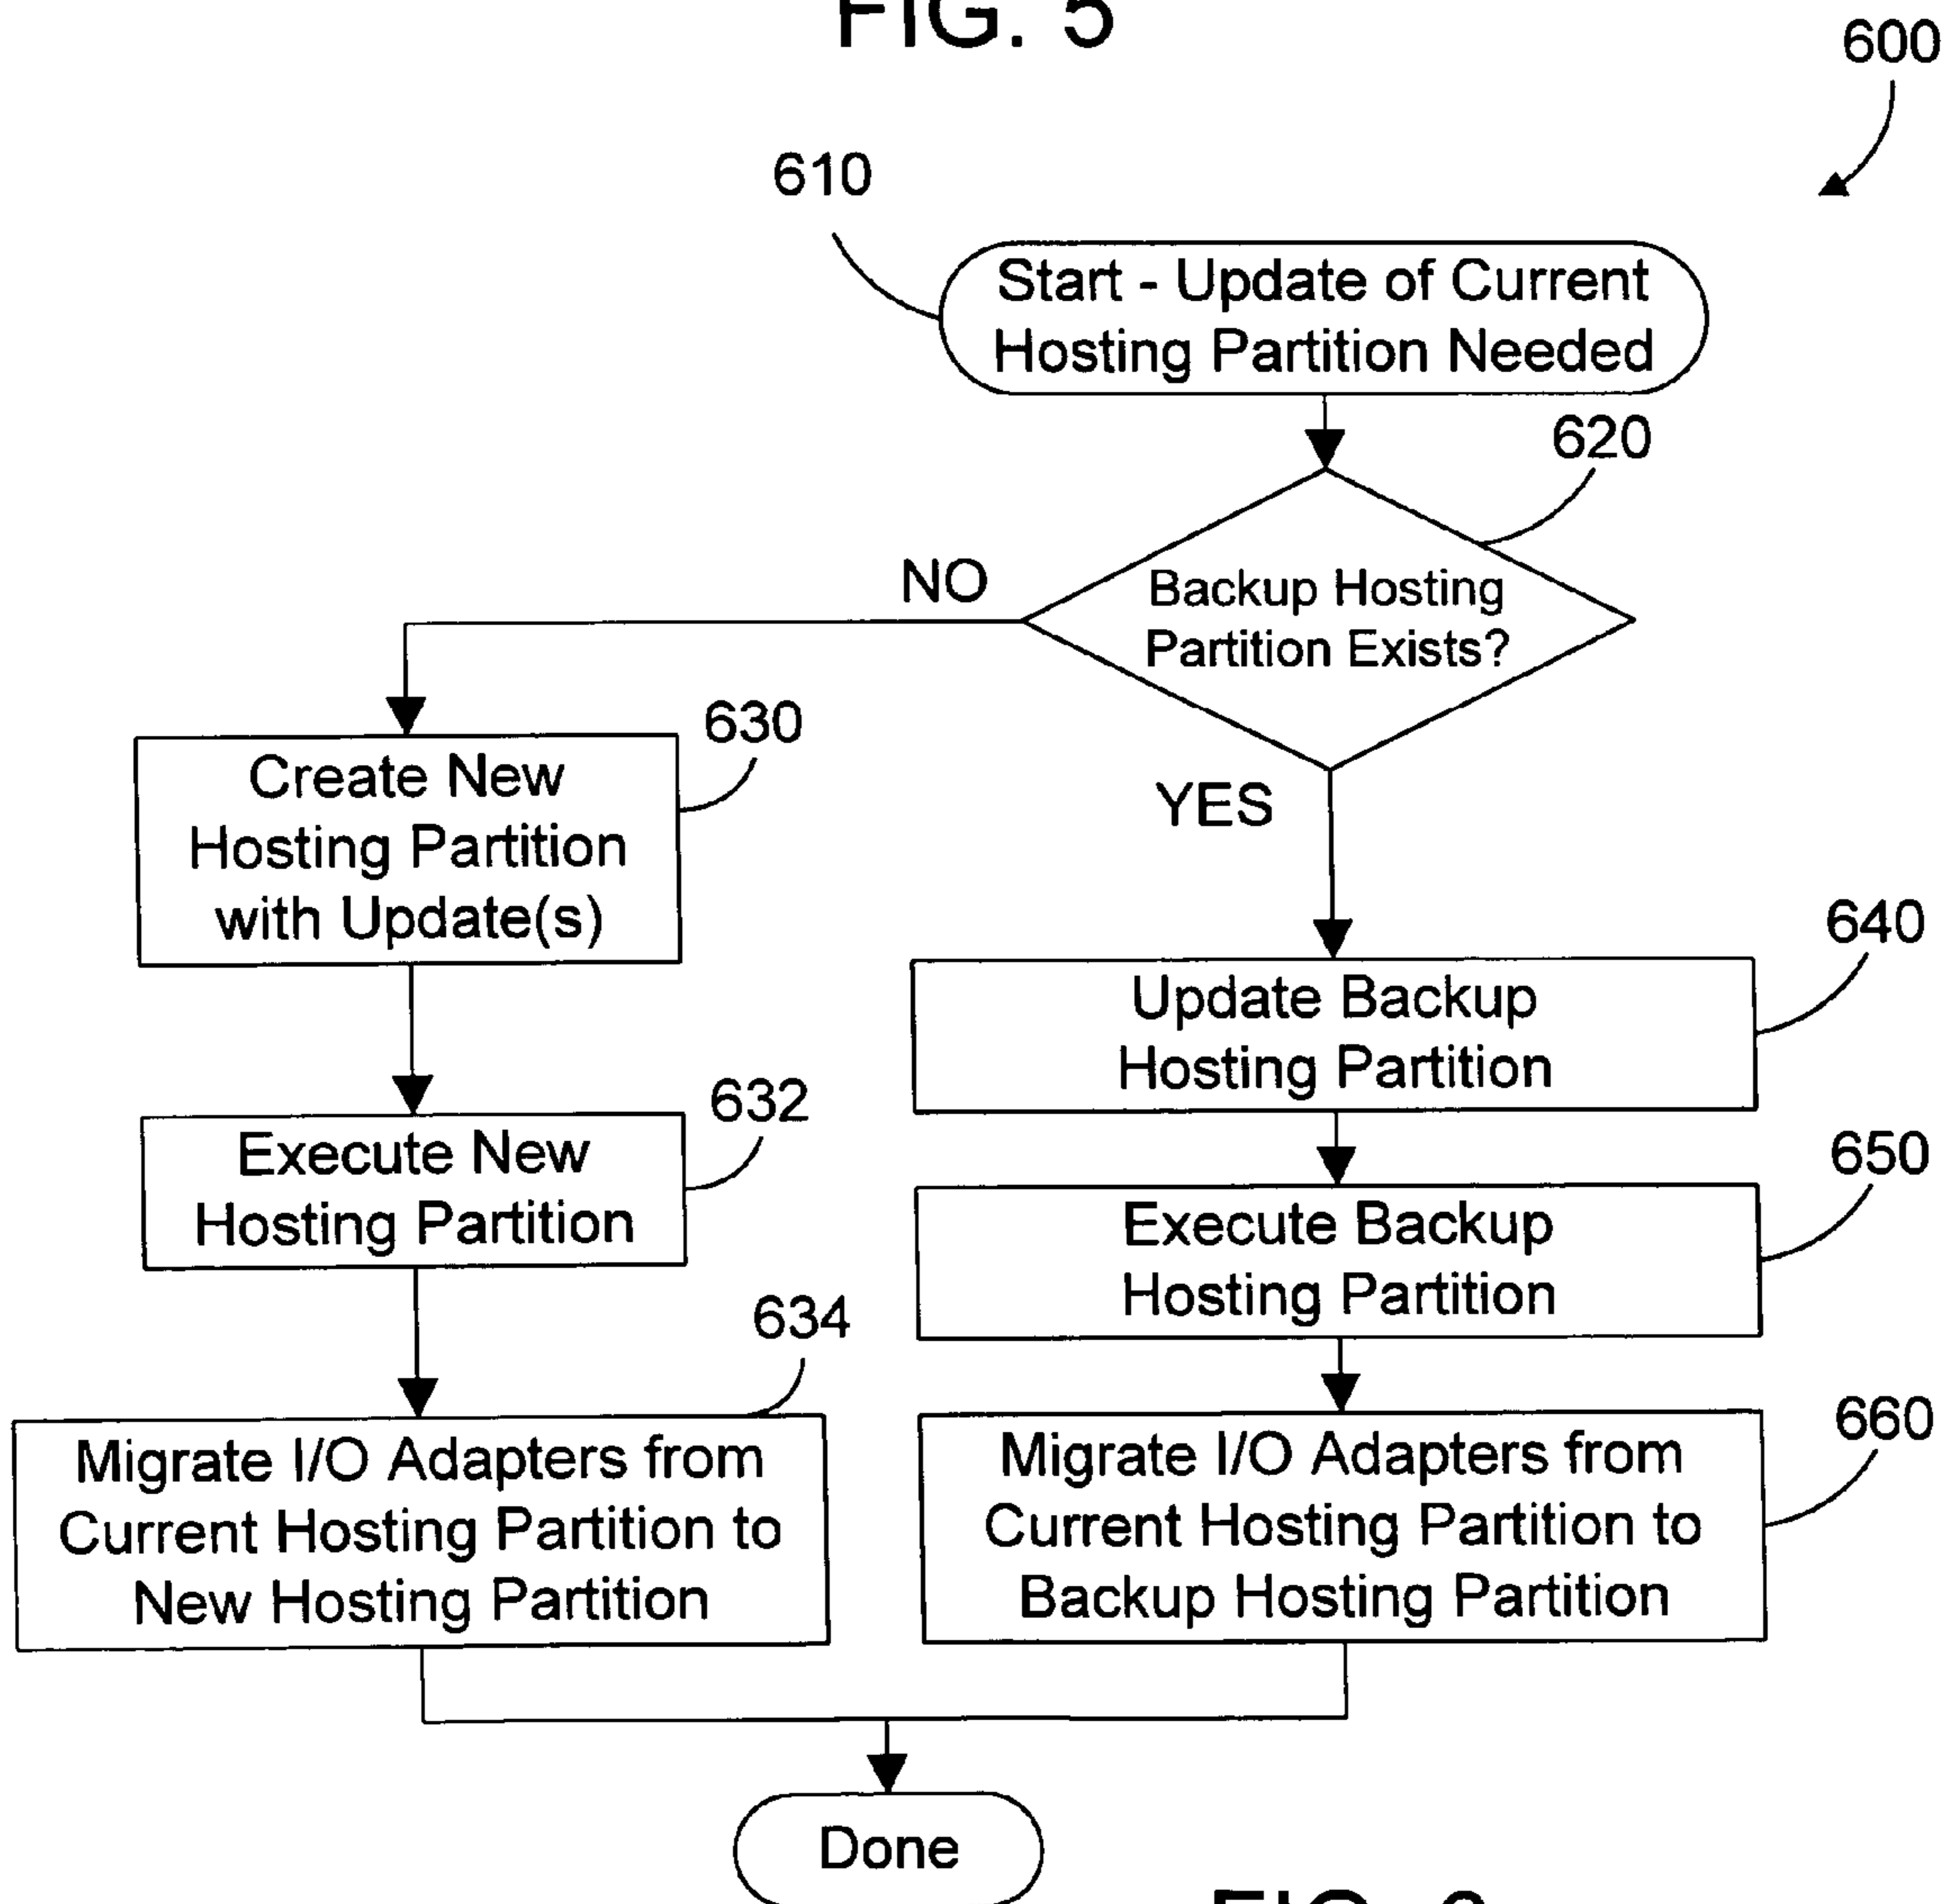 FIG. 5
600
610
Start - Update of Current
Hosting Partition Needed
620
Backup Hosting
Partition Exists?
NO
YES
630
Create New
Hosting Partition
with Update(s)
640
Update Backup
Hosting Partition
632
Execute New
Hosting Partition
650
Execute Backup
Hosting Partition
634
Migrate I/O Adapters from
Current Hosting Partition to
New Hosting Partition
660
Migrate I/O Adapters from
Current Hosting Partition to
Backup Hosting Partition
Done